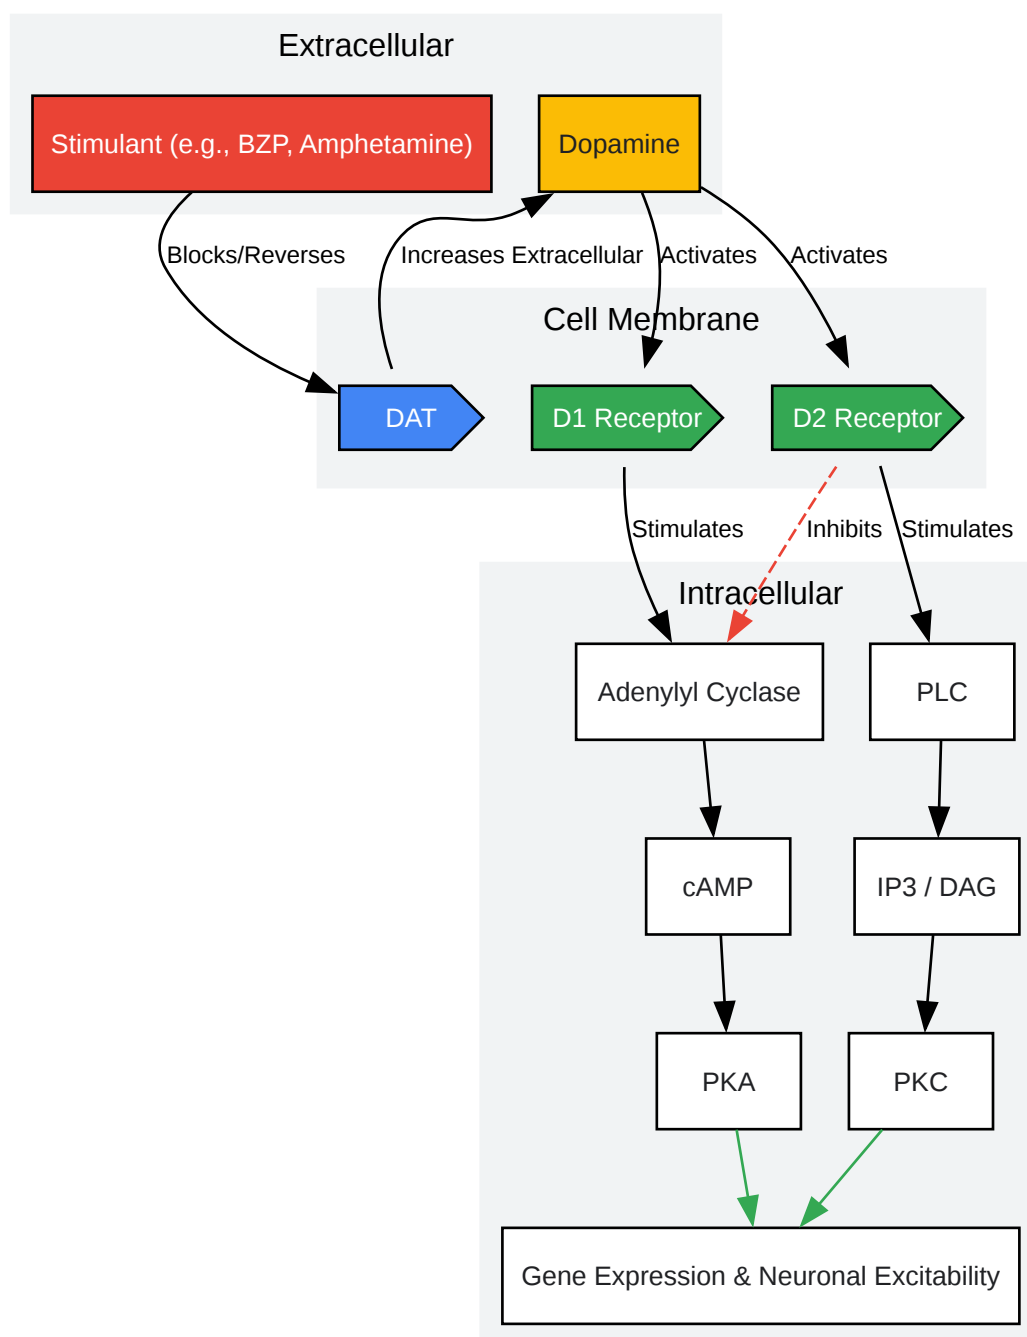 Extracellular
Stimulant (e.g., BZP, Amphetamine)
Dopamine
Blocks/Reverses
Increases Extracellular
Activates
Activates
Cell Membrane
DAT
D1 Receptor
D2 Receptor
Stimulates
Inhibits
Stimulates
Intracellular
Adenylyl Cyclase
PLC
cAMP
IP3 / DAG
PKA
PKC
Gene Expression & Neuronal Excitability